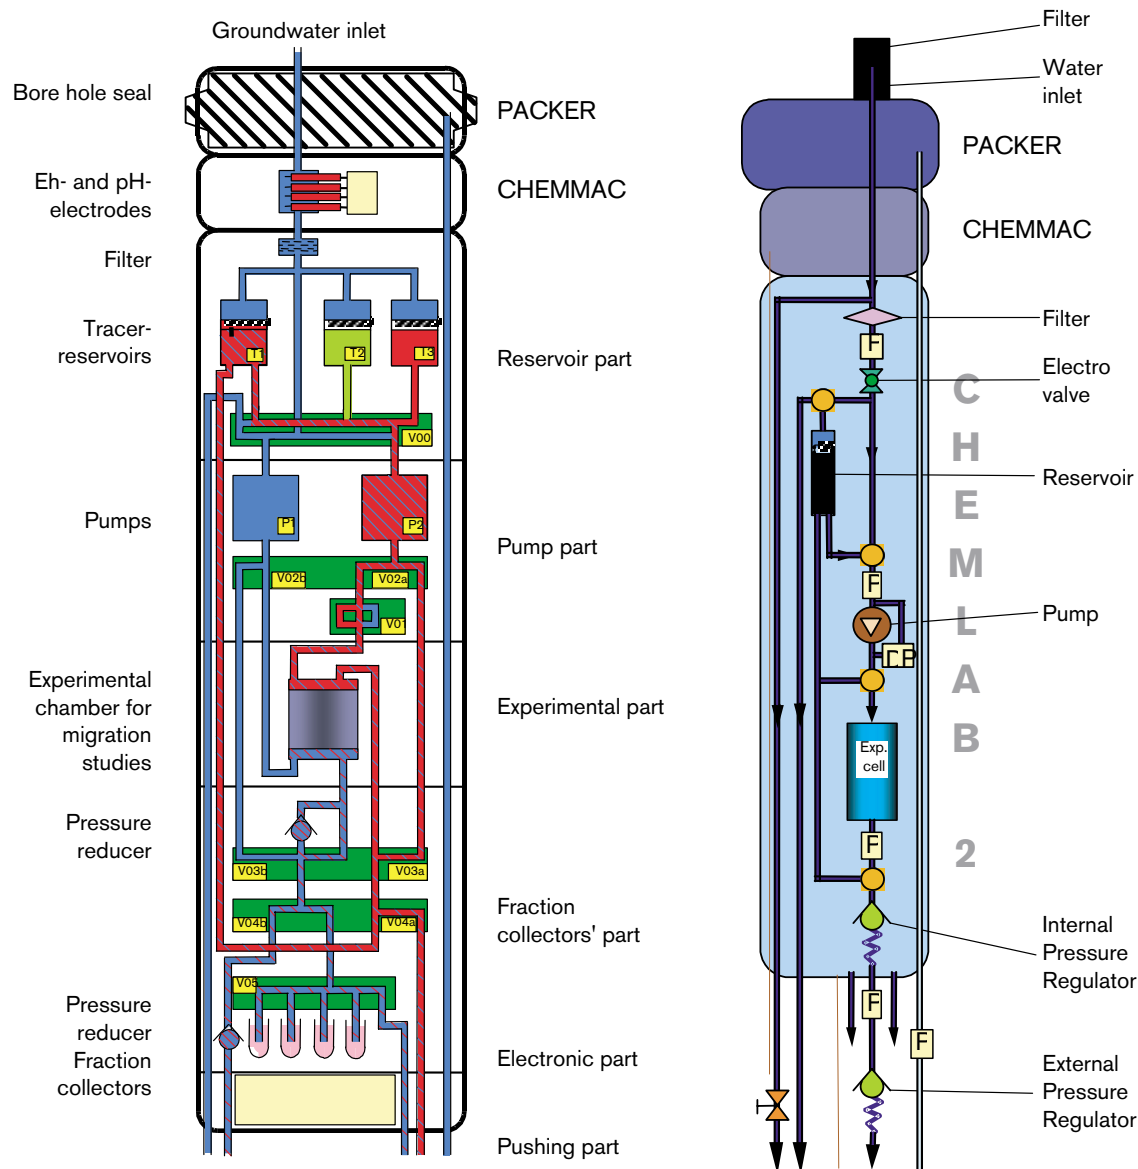 Groundwater inlet
Bore hole seal
PACKER
Eh- and pH-
electrodes
CHEMMAC
Filter
Tracer-
reservoirs
T1
T2
T3
Reservoir part
V00
Pumps
P1
P2
Pump part
V02b
V02a
V01
Experimental
chamber for
migration
studies
Experimental part
Pressure
reducer
V03b
V03a
V04b
V04a
Fraction
collectors' part
V05
Pressure
reducer
Fraction
collectors
Electronic part
Pushing part
Filter
Water
inlet
PACKER
CHEMMAC
Filter
F
Electro
valve
C
H
E
M
L
A
B
2
Reservoir
F
Pump
DP
Exp.
cell
F
Internal
Pressure
Regulator
F
F
External
Pressure
Regulator